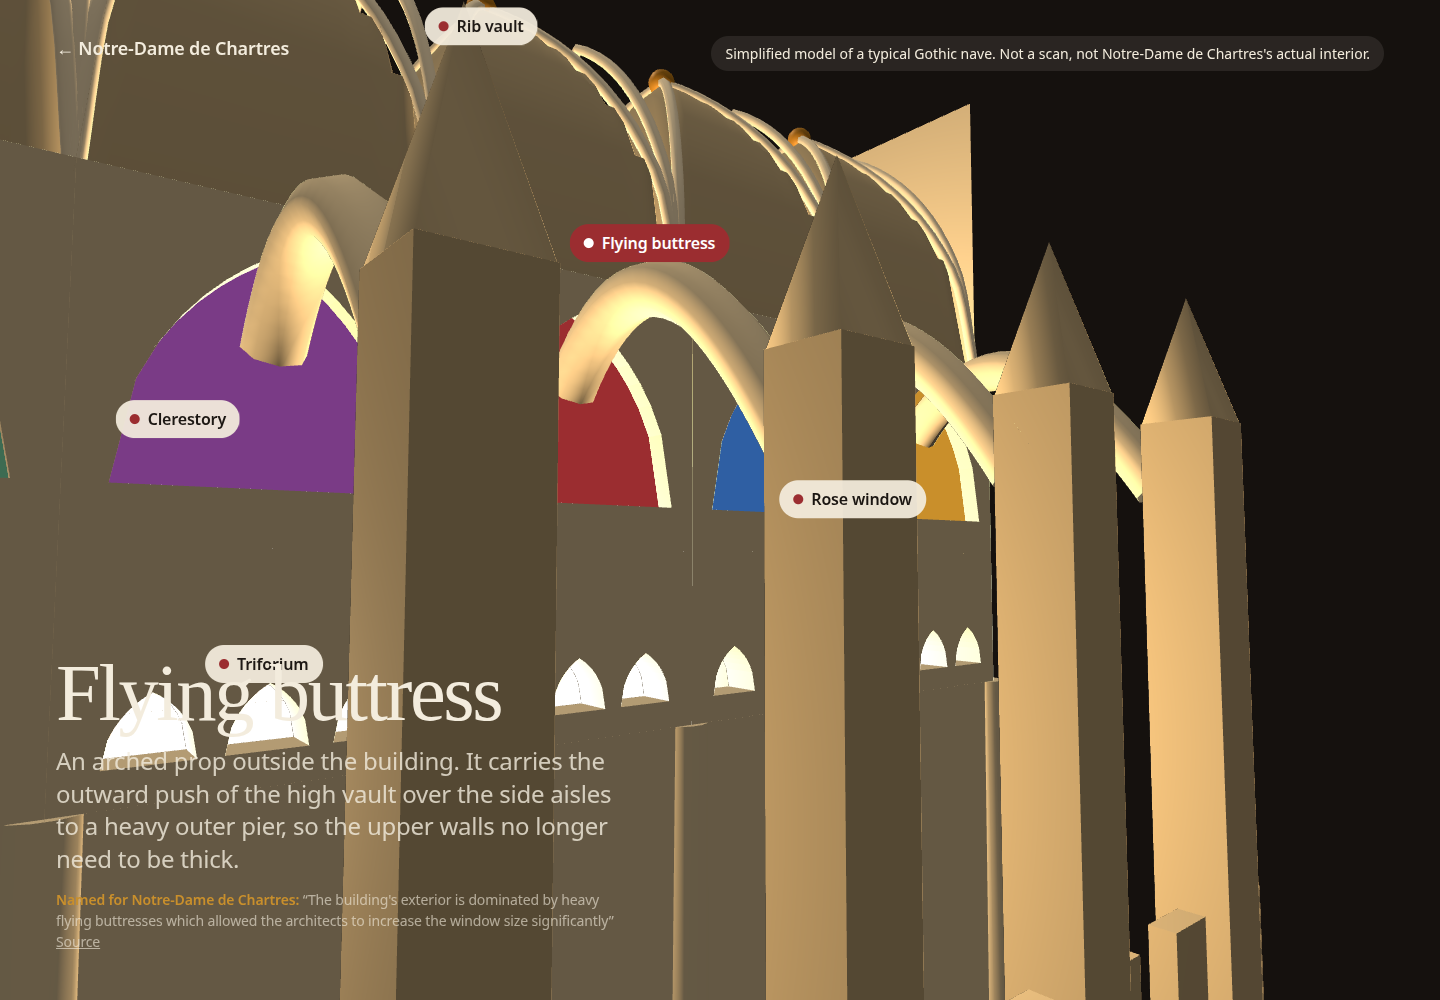 Rib vault
← Notre-Dame de Chartres
Simplified model of a typical Gothic nave. Not a scan, not Notre-Dame de Chartres's actual interior.
Flying buttress
Clerestory
Rose window
Triforium
Flying buttress
An arched prop outside the building. It carries the
outward push of the high vault over the side aisles
to a heavy outer pier, so the upper walls no longer
need to be thick.
Named for Notre-Dame de Chartres: “The building's exterior is dominated by heavy
flying buttresses which allowed the architects to increase the window size significantly”
Source